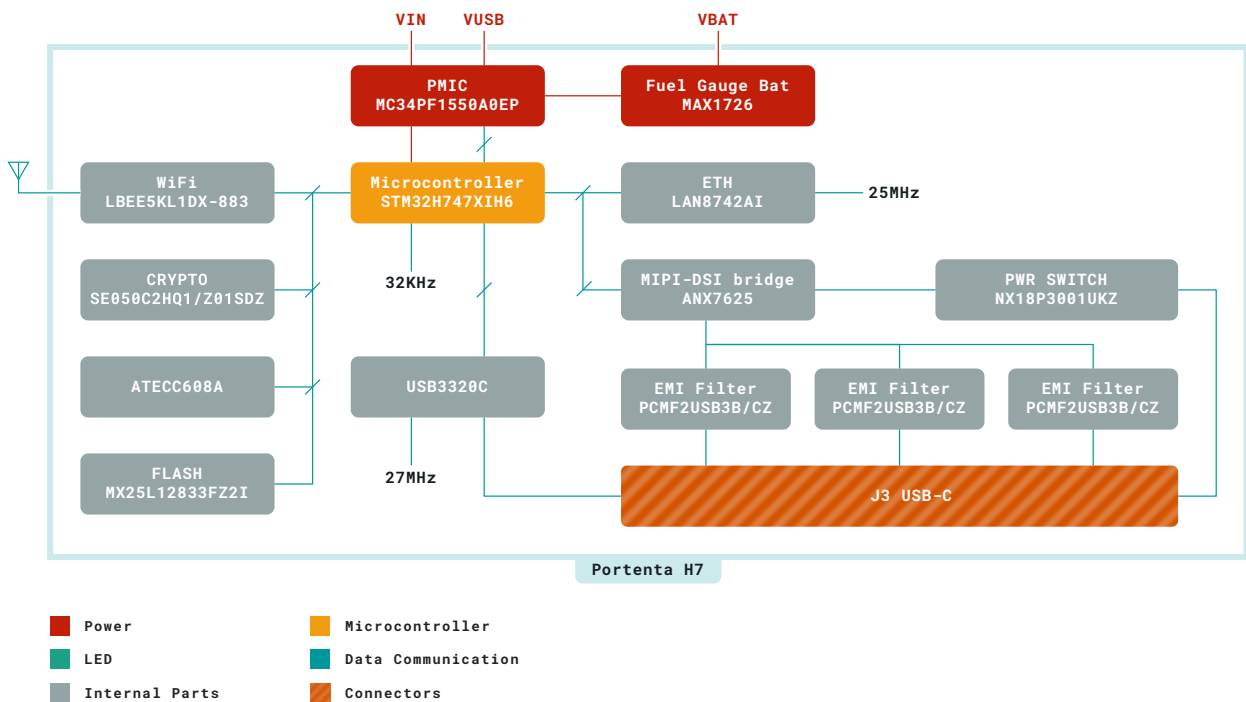 VIN
VUSB
VBAT
PMIC
MC34PF1550A0EP
Fuel Gauge Bat
MAX1726
WiFi
LBEE5KL1DX-883
Microcontroller
STM32H747XIH6
ETH
LAN8742AI
25MHz
CRYPTO
SE050C2HQ1/Z01SDZ
32KHz
MIPI-DSI bridge
ANX7625
PWR SWITCH
NX18P3001UKZ
ATECC608A
USB3320C
EMI Filter
PCMF2USB3B/CZ
EMI Filter
PCMF2USB3B/CZ
EMI Filter
PCMF2USB3B/CZ
FLASH
MX25L12833FZ2I
27MHz
J3 USB-C
Portenta H7
Power
Microcontroller
LED
Data Communication
Internal Parts
Connectors